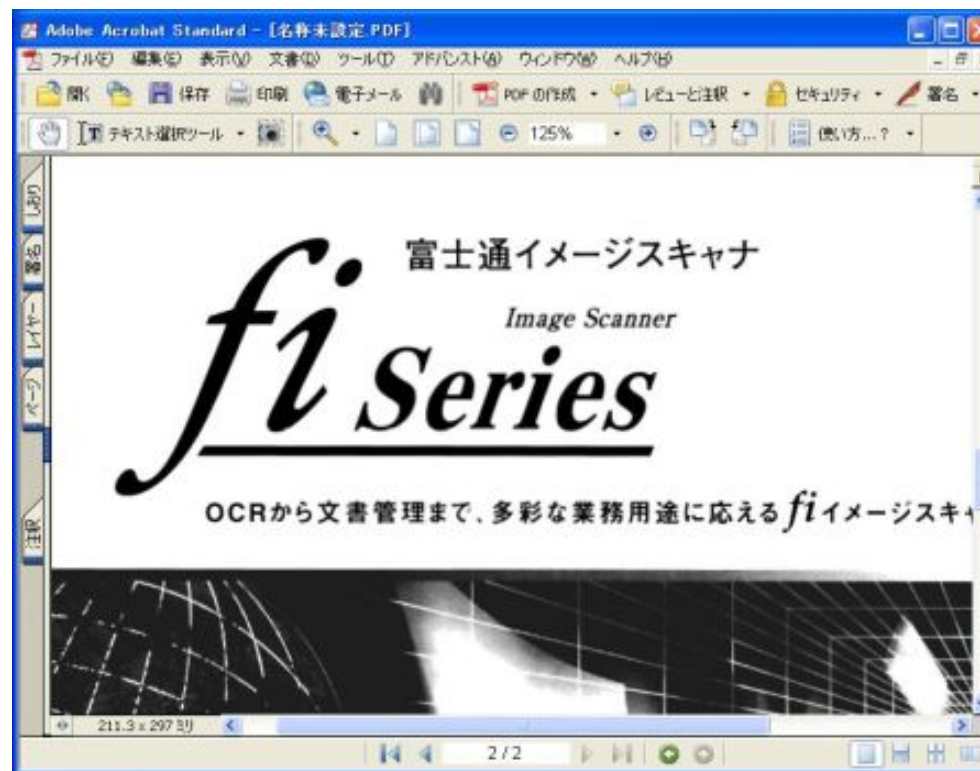 Adobe Acrobat Standard - [名称未設定.PDF]
ファイル(F) 編集(E) 表示(V) 文書(D) ツール(T) アドバンスト(A) ウィンドウ(W) ヘルプ(H)
開く 保存 印刷 電子メール PDF の作成 レビューと注釈 セキュリティ 署名
テキスト選択ツール 125% 使い方...?
しおり
署名
レイヤー
ページ
注釈
富士通イメージスキャナ
Image Scanner
fi Series
OCRから文書管理まで、多彩な業務用途に応える fi イメージスキャ
211.3 x 297 ミリ
2/2